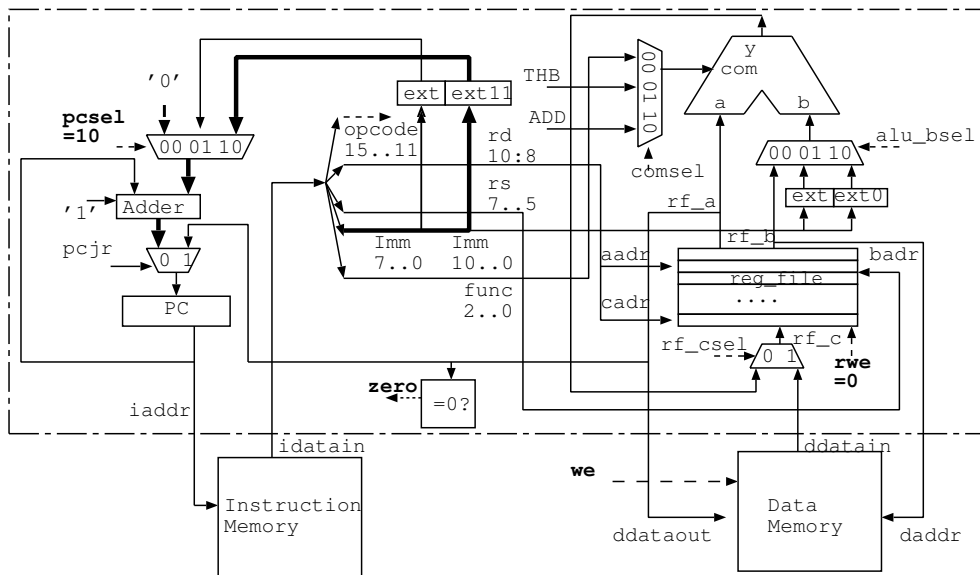 y
com
a
b
00 01 10
THB
ADD
comsel
'0'
pcsel
=10
00 01 10
'1'
Adder
pcjr
0 1
PC
ext
ext11
opcode
15..11
rd
10:8
rs
7..5
Imm
7..0
Imm
10..0
func
2..0
alu_bsel
00 01 10
ext
ext0
rf_a
rf_b
aadr
badr
cadr
reg_file
....
rf_csel
rf_c
0 1
rwe
=0
zero
=0?
iaddr
idatain
ddatain
we
Instruction
Memory
Data
Memory
ddataout
daddr